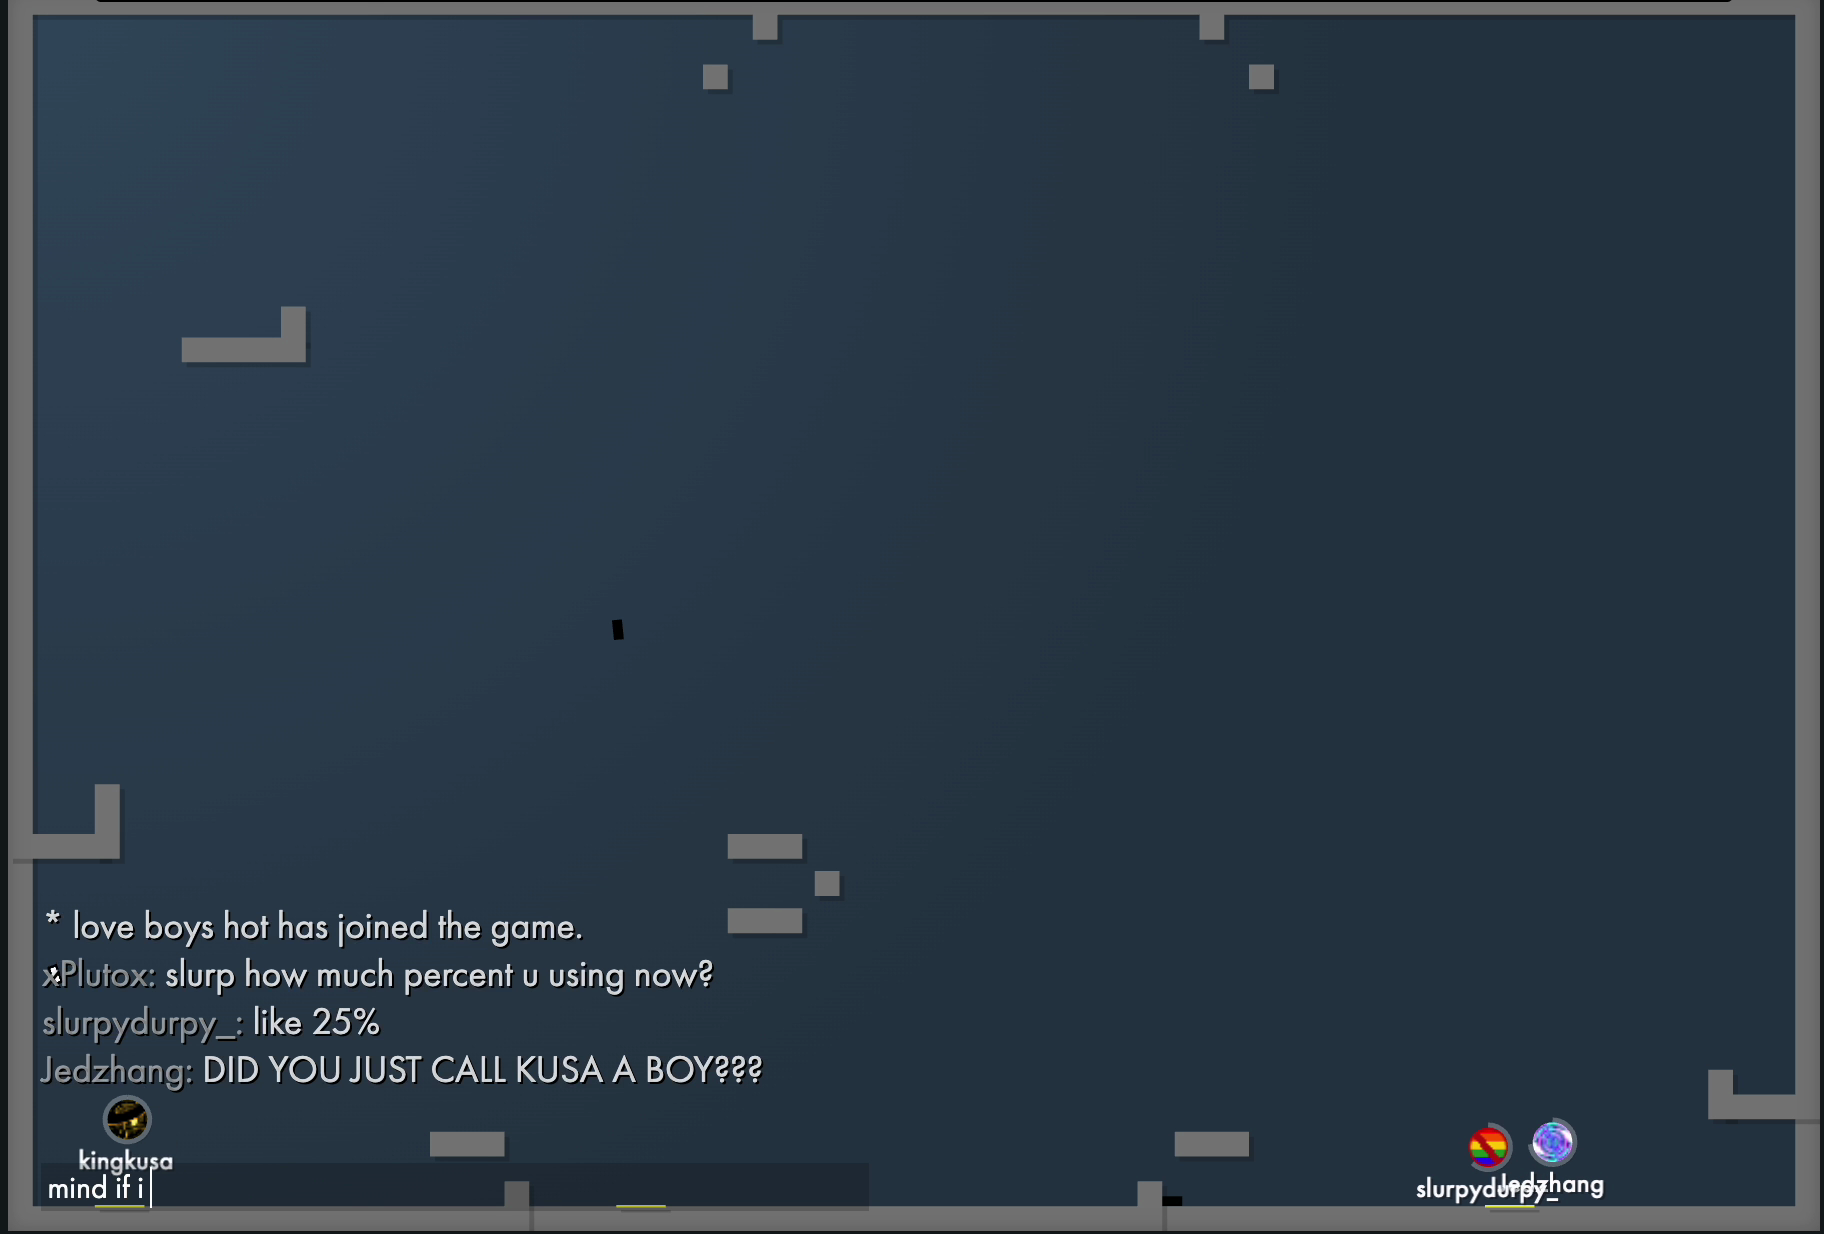 * love boys hot has joined the game.
xPlutox: slurp how much percent u using now?
slurpydurpy_: like 25%
Jedzhang: DID YOU JUST CALL KUSA A BOY???
kingkusa
mind if i
slurpydurpy_
Jedzhang